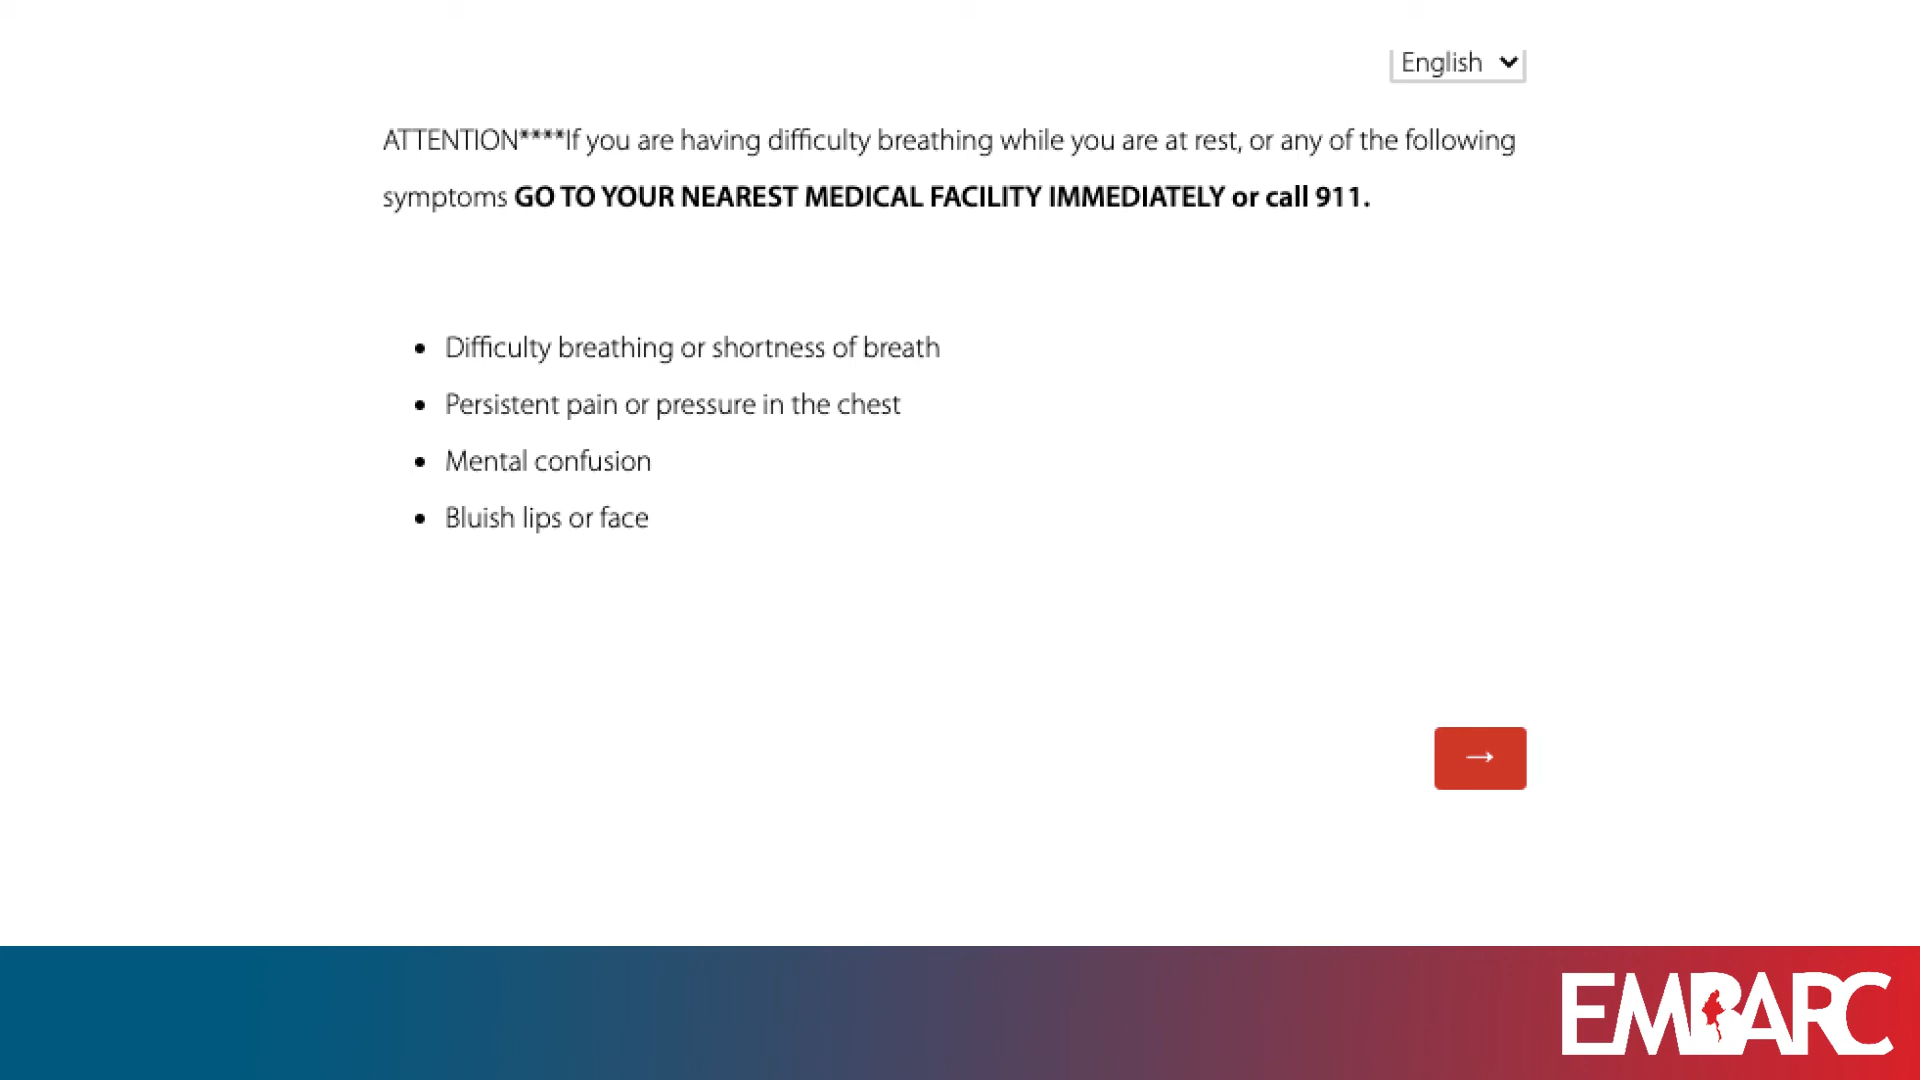 English
ATTENTION****If you are having difficulty breathing while you are at rest, or any of the following
symptoms GO TO YOUR NEAREST MEDICAL FACILITY IMMEDIATELY or call 911.
• Difficulty breathing or shortness of breath
• Persistent pain or pressure in the chest
• Mental confusion
• Bluish lips or face
→
EMBARC